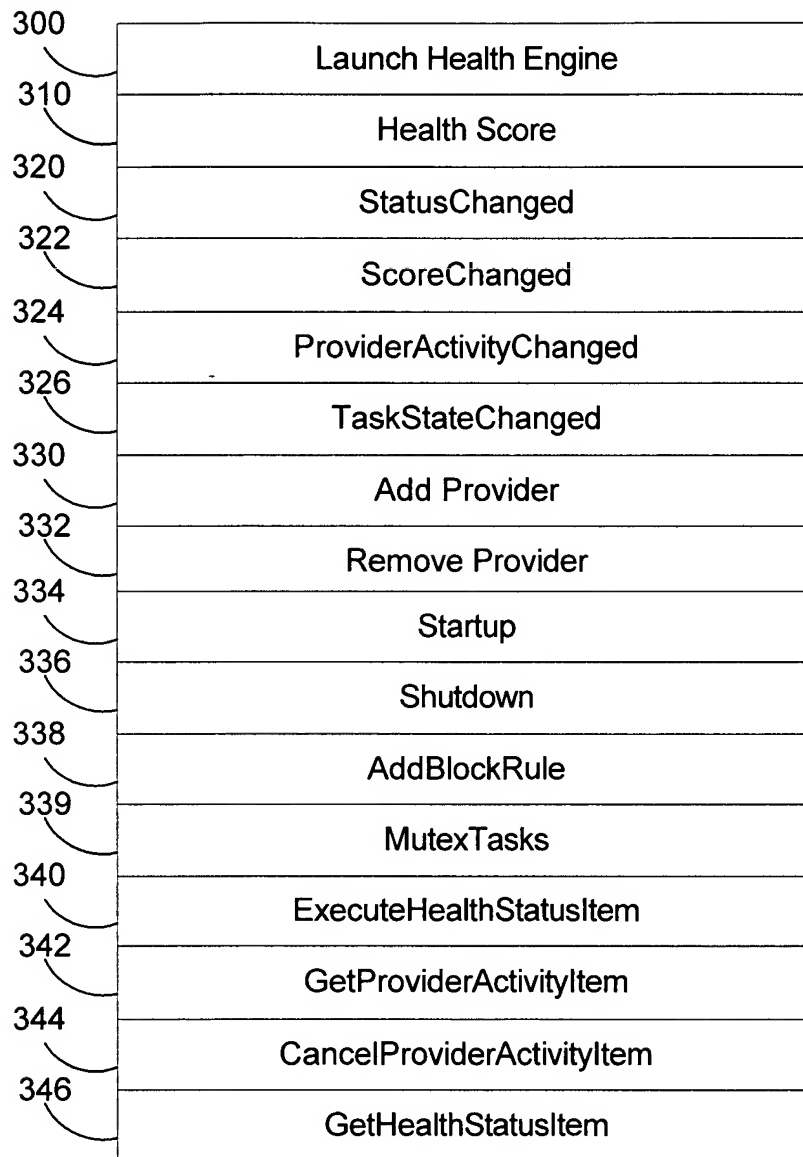 300
Launch Health Engine
310
Health Score
320
StatusChanged
322
ScoreChanged
324
ProviderActivityChanged
326
TaskStateChanged
330
Add Provider
332
Remove Provider
334
Startup
336
Shutdown
338
AddBlockRule
339
MutexTasks
340
ExecuteHealthStatusItem
342
GetProviderActivityItem
344
CancelProviderActivityItem
346
GetHealthStatusItem